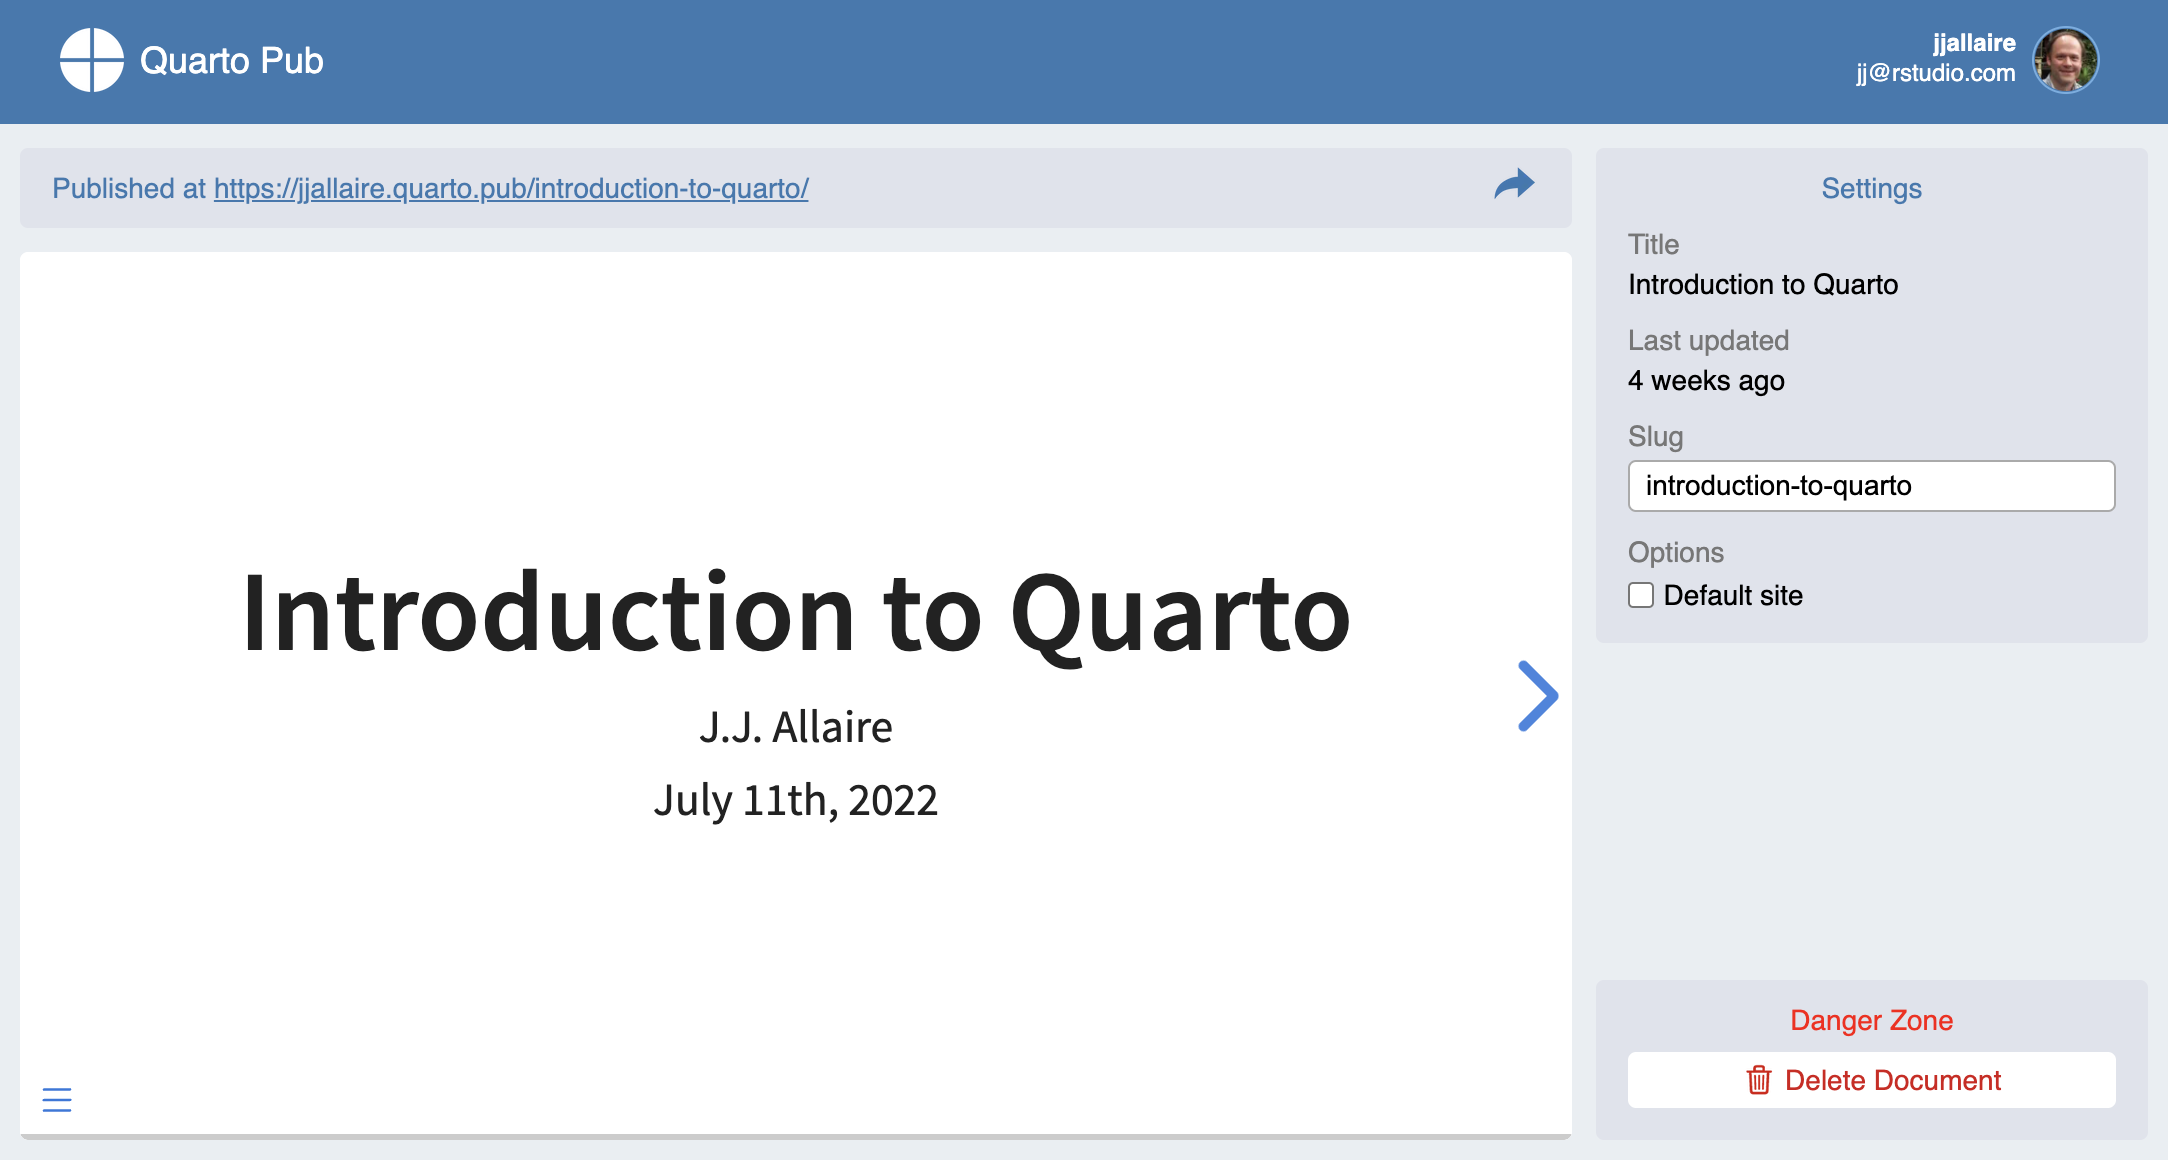 Quarto Pub
jjallaire
jj@rstudio.com
Published at https://jjallaire.quarto.pub/introduction-to-quarto/
Introduction to Quarto
J.J. Allaire
July 11th, 2022
Settings
Title
Introduction to Quarto
Last updated
4 weeks ago
Slug
introduction-to-quarto
Options
Default site
Danger Zone
Delete Document